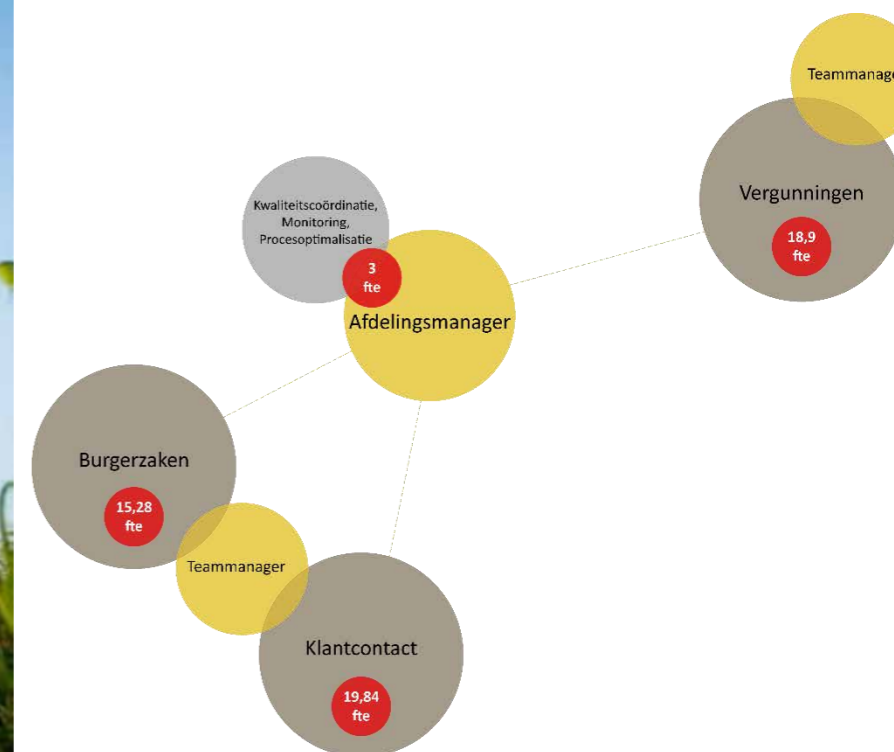 Teammanage
Vergunningen
18,9
fte
Kwaliteitscoördinatie,
Monitoring,
Procesoptimalisatie
3
fte
Afdelingsmanager
Burgerzaken
15,28
fte
Teammanager
Klantcontact
19,84
fte